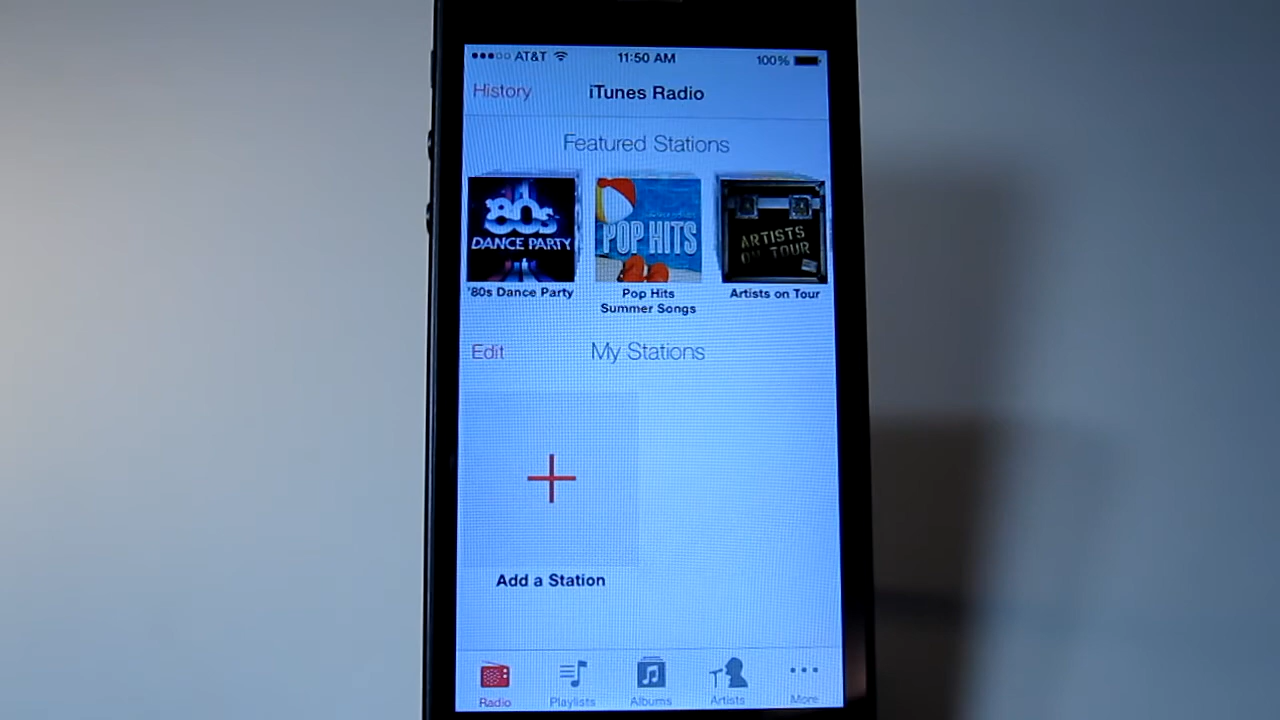 AT&T 11:50 AM 100%
History iTunes Radio
Featured Stations
'80s
DANCE PARTY
POP HITS
ARTISTS
ON TOUR
'80s Dance Party
Pop Hits
Summer Songs
Artists on Tour
Edit My Stations
Add a Station
Radio Playlists Albums Artists More